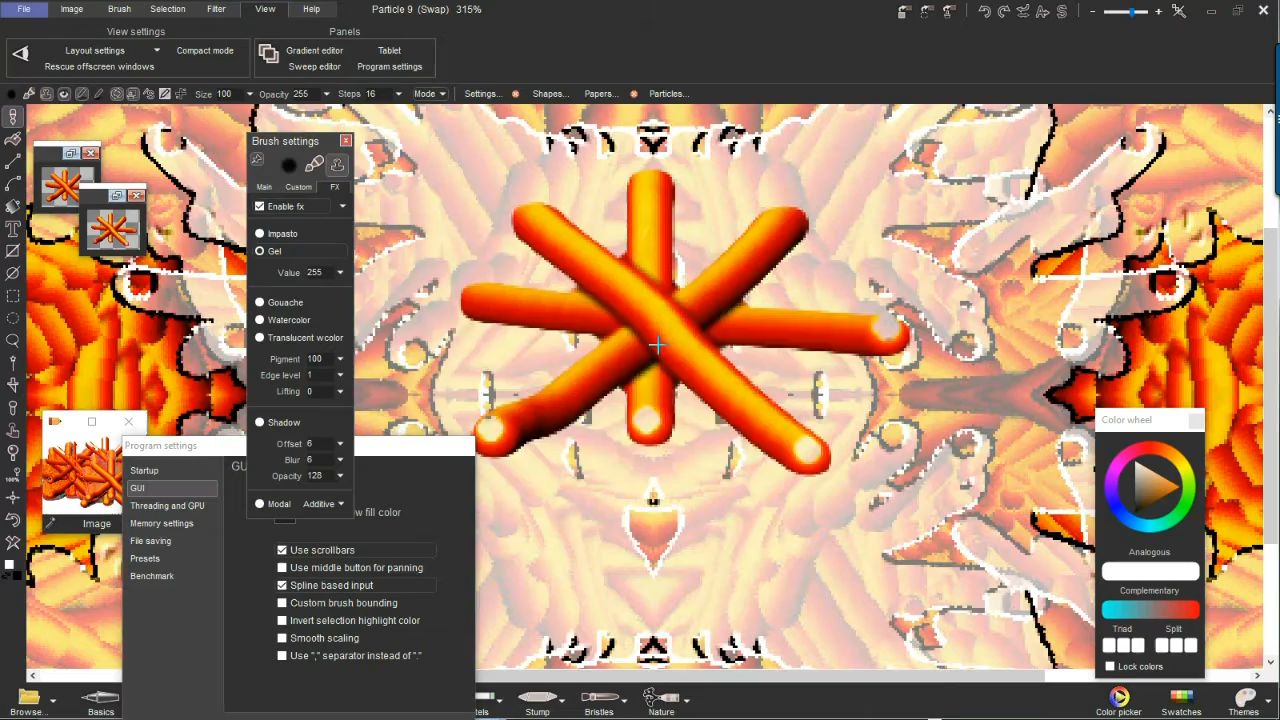 File Image Brush Selection Filter View Help Particle 9 (Swap) 315%
View settings
Layout settings Compact mode
Rescue offscreen windows
Panels
Gradient editor Tablet
Sweep editor Program settings
Size 100 Opacity 255 Steps 16 Mode Settings... Shapes... Papers... Particles...
Brush settings
Main Custom FX
Enable fx
Impasto
Gel
Value 255
Gouache
Watercolor
Translucent wcolor
Pigment 100
Edge level 1
Lifting 0
Shadow
Offset 6
Blur 6
Opacity 128
Modal Additive
100%
Image
Program settings
Startup
GUI
Threading and GPU
Memory settings
File saving
Presets
Benchmark
GU
w fill color
Use scrollbars
Use middle button for panning
Spline based input
Custom brush bounding
Invert selection highlight color
Smooth scaling
Use "," separator instead of "."
Color wheel
Analogous
Complementary
Triad Split
Lock colors
Browse... Basics tels Stump Bristles Nature Color picker Swatches Themes